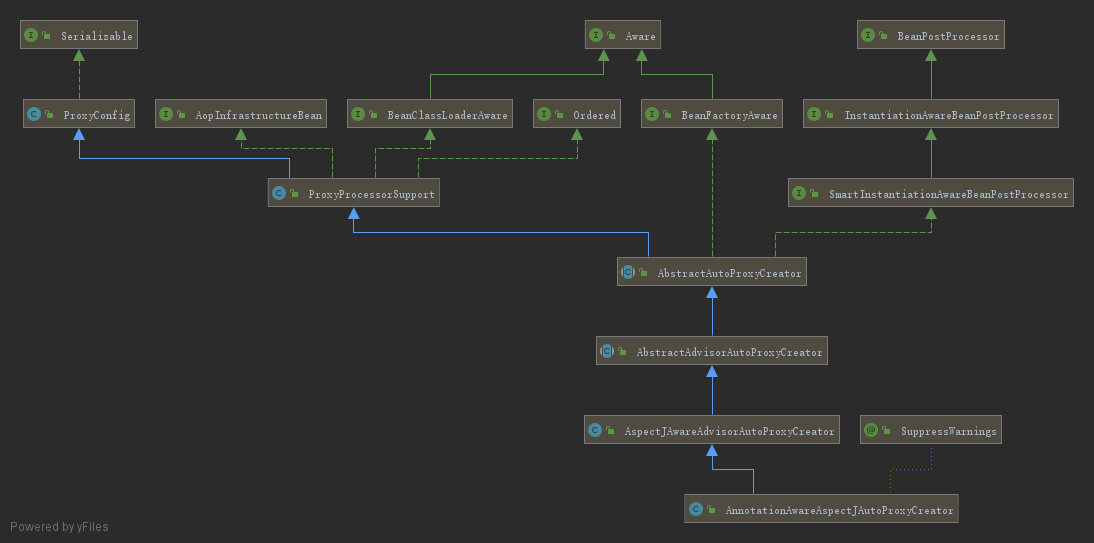 Serializable
Aware
BeanPostProcessor
ProxyConfig
AopInfrastructureBean
BeanClassLoaderAware
Ordered
BeanFactoryAware
InstantiationAwareBeanPostProcessor
ProxyProcessorSupport
SmartInstantiationAwareBeanPostProcessor
AbstractAutoProxyCreator
AbstractAdvisorAutoProxyCreator
AspectJAwareAdvisorAutoProxyCreator
SuppressWarnings
AnnotationAwareAspectJAutoProxyCreator
Powered by yFiles